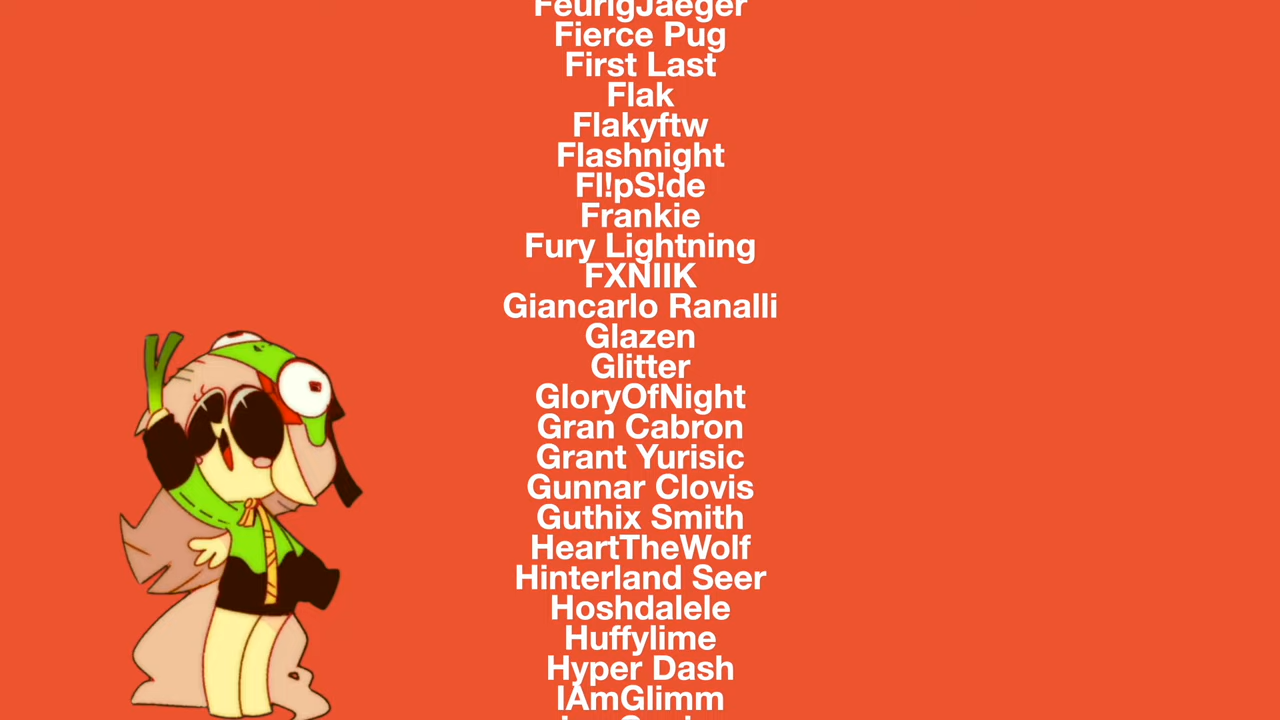 FeurigJaeger
Fierce Pug
First Last
Flak
Flakyftw
Flashnight
Fl!pS!de
Frankie
Fury Lightning
FXNIIK
Giancarlo Ranalli
Glazen
Glitter
GloryOfNight
Gran Cabron
Grant Yurisic
Gunnar Clovis
Guthix Smith
HeartTheWolf
Hinterland Seer
Hoshdalele
Huffylime
Hyper Dash
IAmGlimm